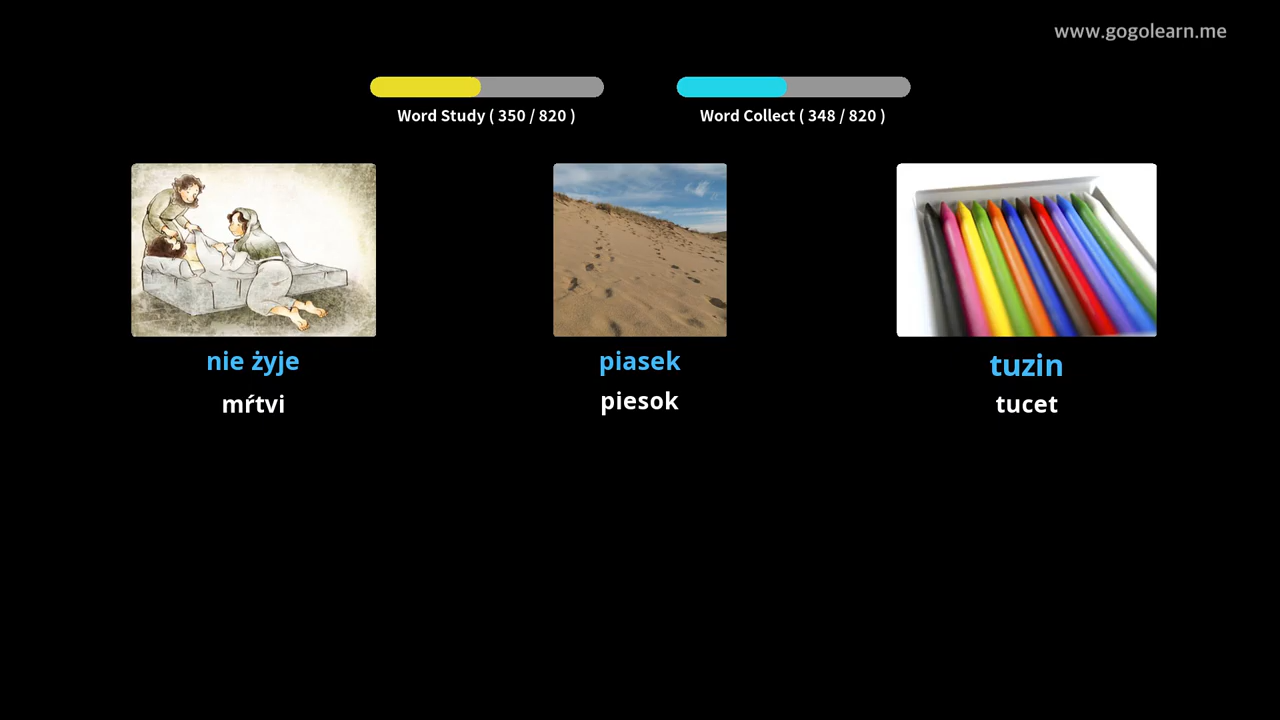 www.gogolearn.me
Word Study ( 350 / 820 )
Word Collect ( 348 / 820 )
nie żyje
mŕtvi
piasek
piesok
tuzin
tucet